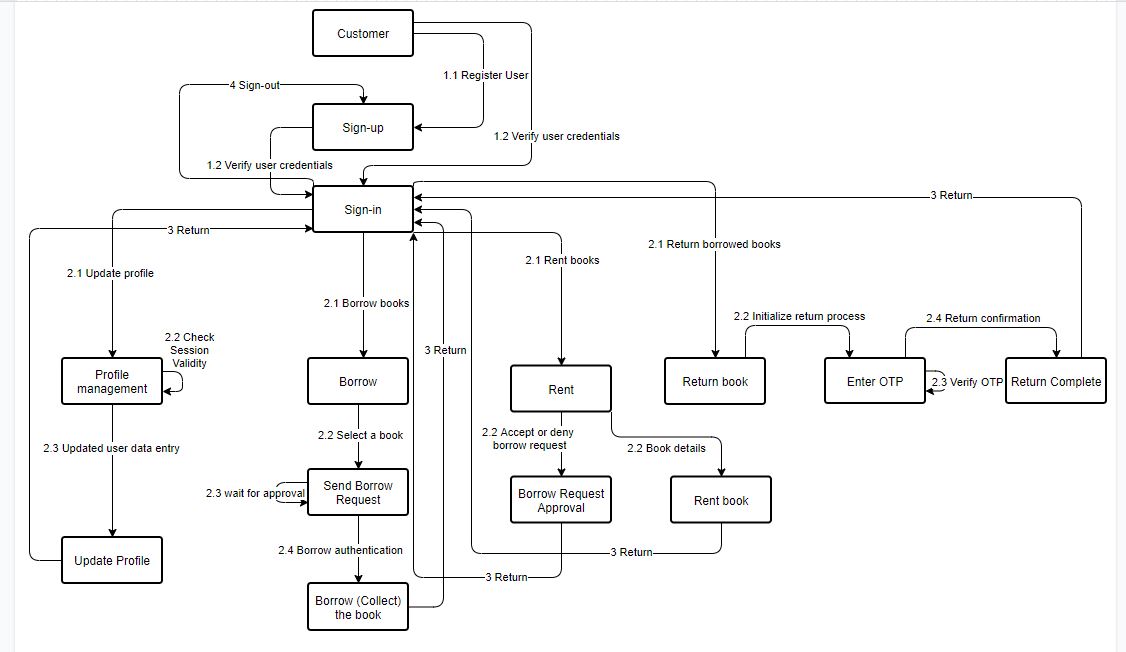 Customer
1.1 Register User
4 Sign-out
Sign-up
1.2 Verify user credentials
1.2 Verify user credentials
3 Return
Sign-in
3 Return
2.1 Return borrowed books
2.1 Rent books
2.1 Update profile
2.1 Borrow books
2.2 Initialize return process
2.4 Return confirmation
2.2 Check
Session
Validity
3 Return
Profile
management
Borrow
Rent
Return book
Enter OTP
2.3 Verify OTP
Return Complete
2.2 Select a book
2.2 Accept or deny
borrow request
2.3 Updated user data entry
2.2 Book details
2.3 wait for approval
Send Borrow
Request
Borrow Request
Approval
Rent book
2.4 Borrow authentication
3 Return
Update Profile
3 Return
Borrow (Collect)
the book